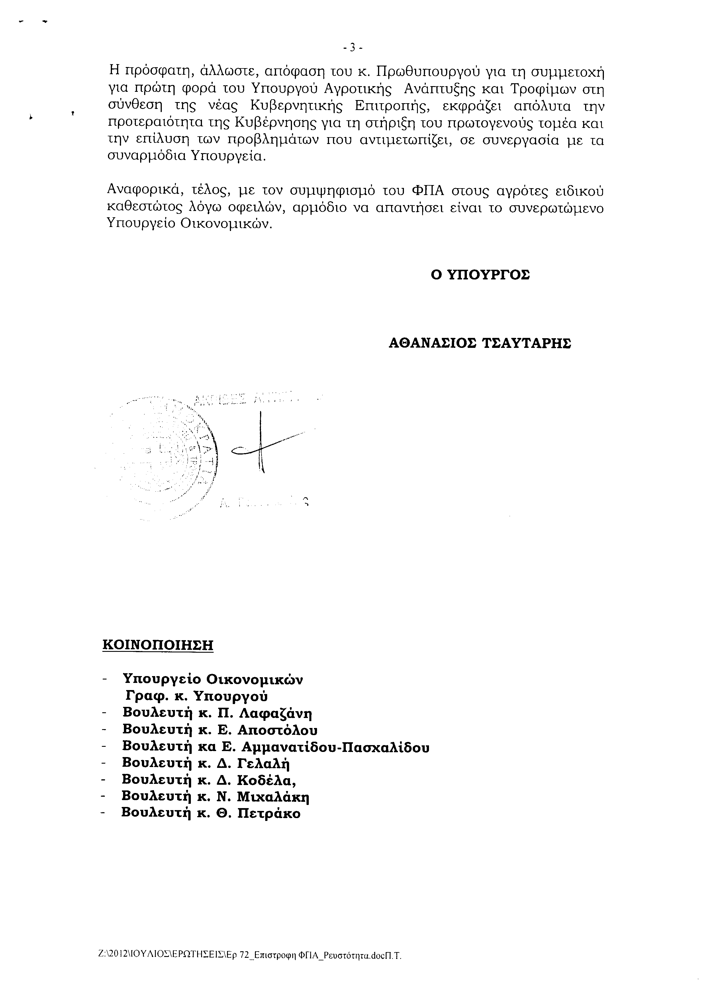 - 3 -
Η πρόσφατη, άλλωστε, απόφαση του κ. Πρωθυπουργού για τη συμμετοχή
για πρώτη φορά του Υπουργού Αγροτικής Ανάπτυξης και Τροφίμων στη
σύνθεση της νέας Κυβερνητικής Επιτροπής, εκφράζει απόλυτα την
προτεραιότητα της Κυβέρνησης για τη στήριξη του πρωτογενούς τομέα και
την επίλυση των προβλημάτων που αντιμετωπίζει, σε συνεργασία με τα
συναρμόδια Υπουργεία.
Αναφορικά, τέλος, με τον συμψηφισμό του ΦΠΑ στους αγρότες ειδικού
καθεστώτος λόγω οφειλών, αρμόδιο να απαντήσει είναι το συνερωτώμενο
Υπουργείο Οικονομικών.
Ο ΥΠΟΥΡΓΟΣ
ΑΘΑΝΑΣΙΟΣ ΤΣΑΥΤΑΡΗΣ
ΑΚΡΙΒΕΣ
ΚΟΙΝΟΠΟΙΗΣΗ
- Υπουργείο Οικονομικών
Γραφ. κ. Υπουργού
- Βουλευτή κ. Π. Λαφαζάνη
- Βουλευτή κ. Ε. Αποστόλου
- Βουλευτή κα Ε. Αμμανατίδου-Πασχαλίδου
- Βουλευτή κ. Δ. Γελαλή
- Βουλευτή κ. Δ. Κοδέλα,
- Βουλευτή κ. Ν. Μιχαλάκη
- Βουλευτή κ. Θ. Πετράκο
Z:\2012\ΙΟΥΛΙΟΣ\ΕΡΩΤΗΣΕΙΣ\Ερ 72_Επιστροφη ΦΠΑ_Ρευστότητα.docΠ.Τ.